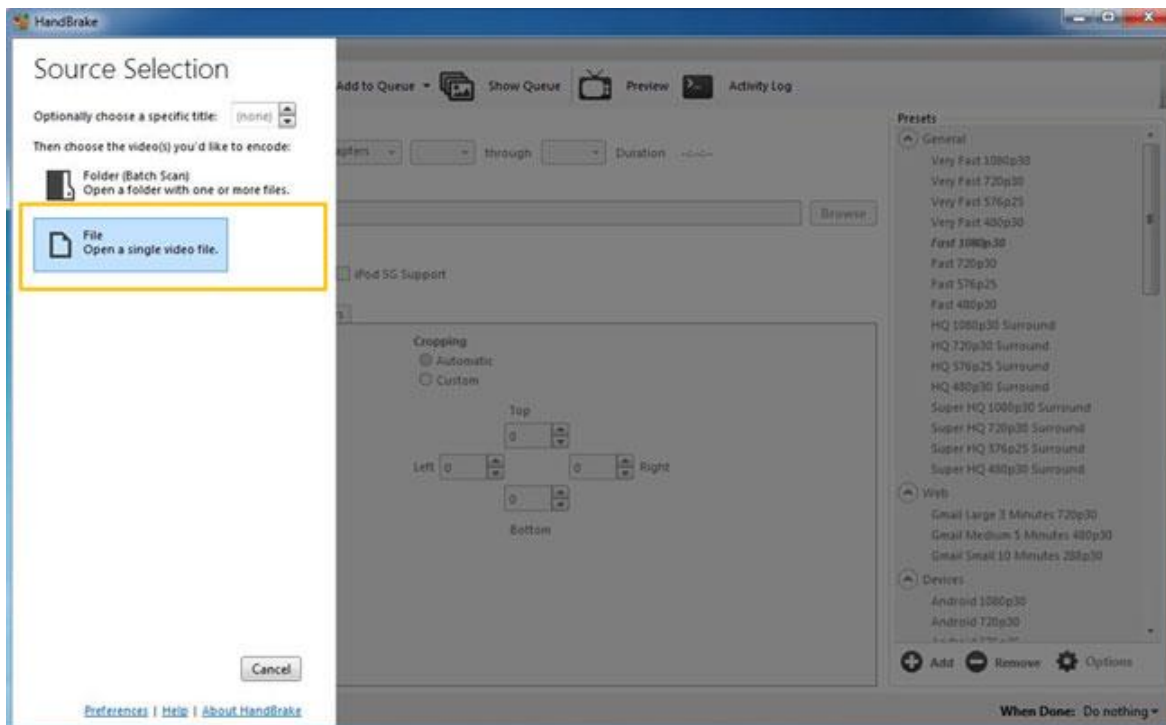 HandBrake
Source Selection
Optionally choose a specific title: (none)
Then choose the video(s) you'd like to encode:
Folder (Batch Scan)
Open a folder with one or more files.
File
Open a single video file.
Cancel
Preferences | Help | About HandBrake
Add to Queue Show Queue Preview Activity Log
through Duration --:--:--
Browse
iPod 5G Support
Cropping
Automatic
Custom
Top
0
Left 0 0 Right
0
Bottom
Presets
General
Very Fast 1080p30
Very Fast 720p30
Very Fast 576p25
Very Fast 480p30
Fast 1080p30
Fast 720p30
Fast 576p25
Fast 480p30
HQ 1080p30 Surround
HQ 720p30 Surround
HQ 576p25 Surround
HQ 480p30 Surround
Super HQ 1080p30 Surround
Super HQ 720p30 Surround
Super HQ 576p25 Surround
Super HQ 480p30 Surround
Web
Gmail Large 3 Minutes 720p30
Gmail Medium 5 Minutes 480p30
Gmail Small 10 Minutes 288p30
Devices
Android 1080p30
Android 720p30
Add Remove Options
When Done: Do nothing